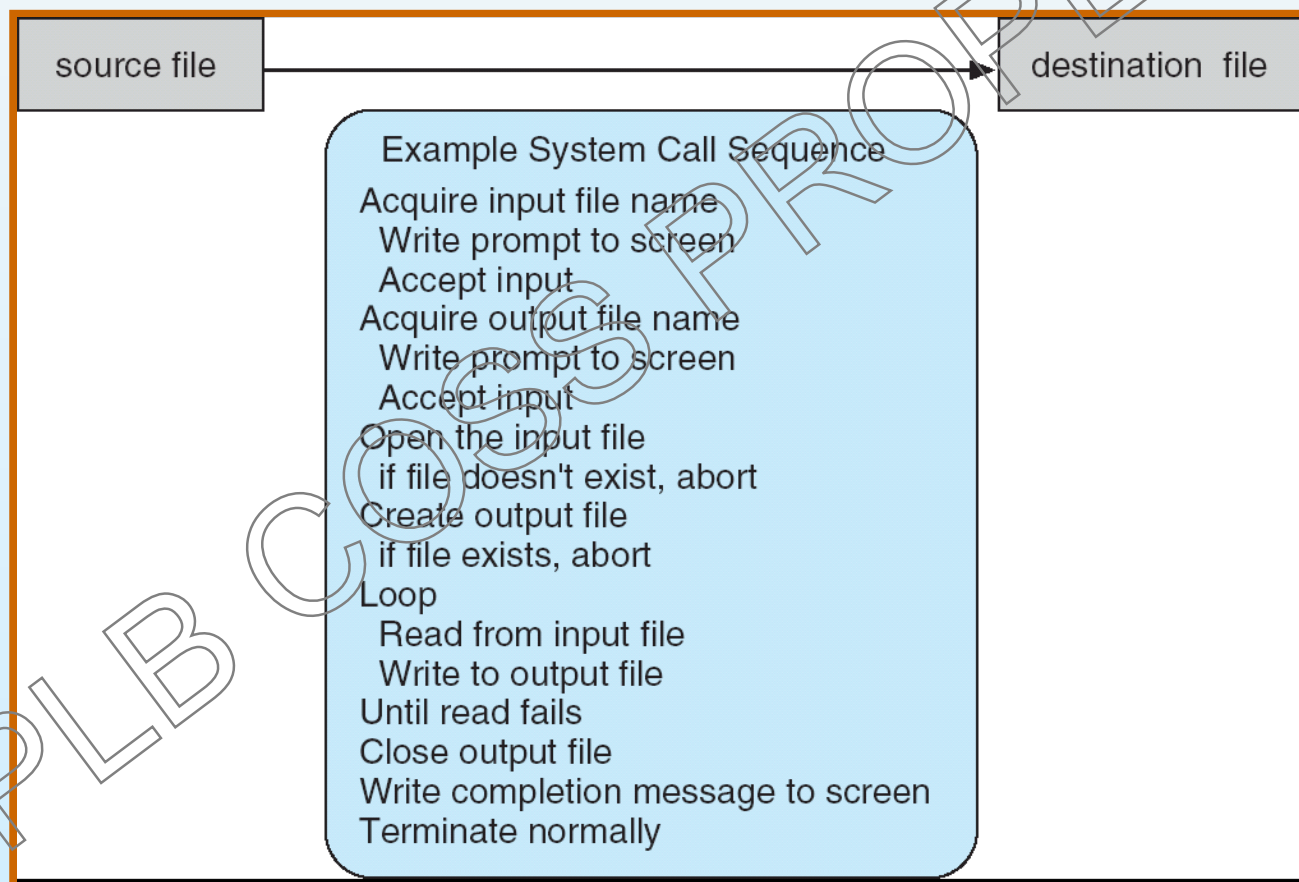 source file
destination file
Example System Call Sequence
Acquire input file name
Write prompt to screen
Accept input
Acquire output file name
Write prompt to screen
Accept input
Open the input file
if file doesn't exist, abort
Create output file
if file exists, abort
Loop
Read from input file
Write to output file
Until read fails
Close output file
Write completion message to screen
Terminate normally
PLB COSS PROPE